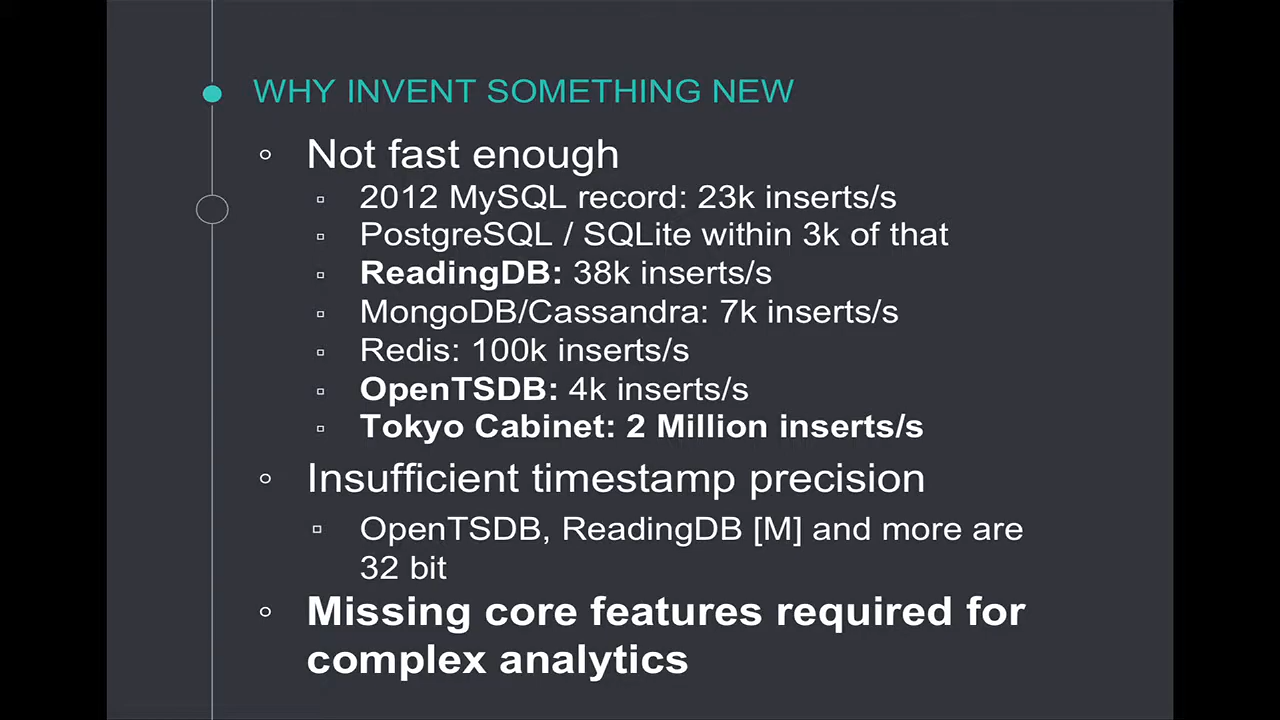 WHY INVENT SOMETHING NEW
Not fast enough
2012 MySQL record: 23k inserts/s
PostgreSQL / SQLite within 3k of that
ReadingDB: 38k inserts/s
MongoDB/Cassandra: 7k inserts/s
Redis: 100k inserts/s
OpenTSDB: 4k inserts/s
Tokyo Cabinet: 2 Million inserts/s
Insufficient timestamp precision
OpenTSDB, ReadingDB [M] and more are
32 bit
Missing core features required for
complex analytics